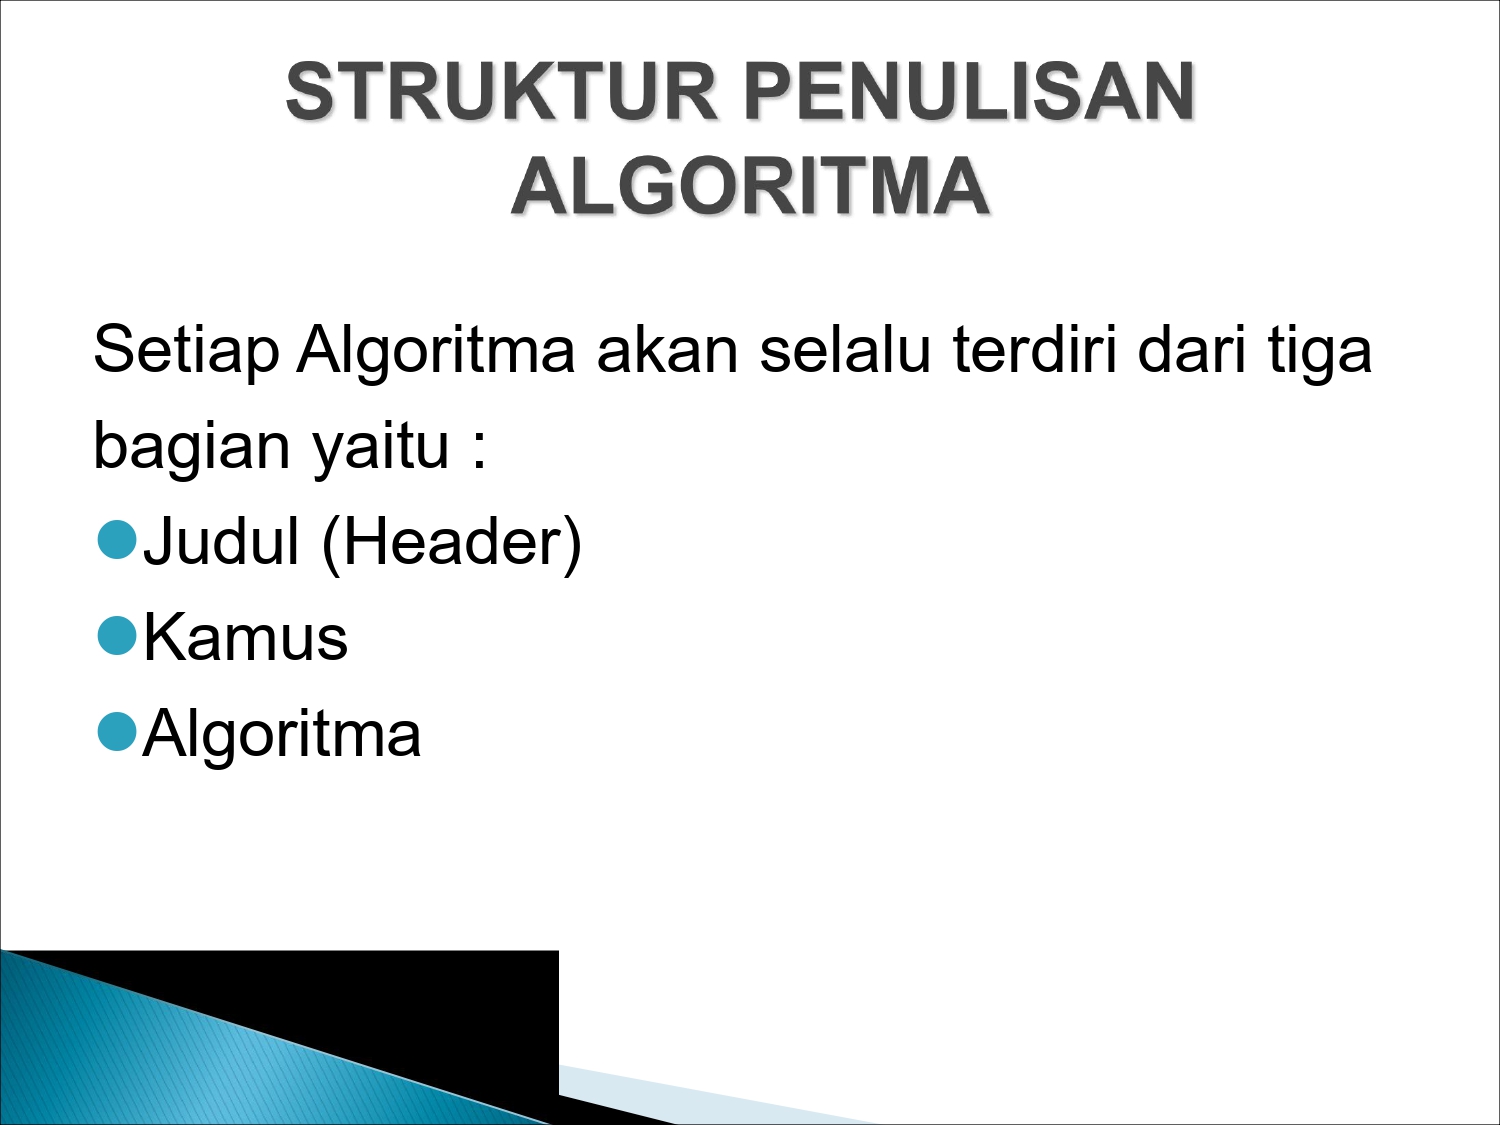 STRUKTUR PENULISAN
ALGORITMA
Setiap Algoritma akan selalu terdiri dari tiga
bagian yaitu :
Judul (Header)
Kamus
Algoritma